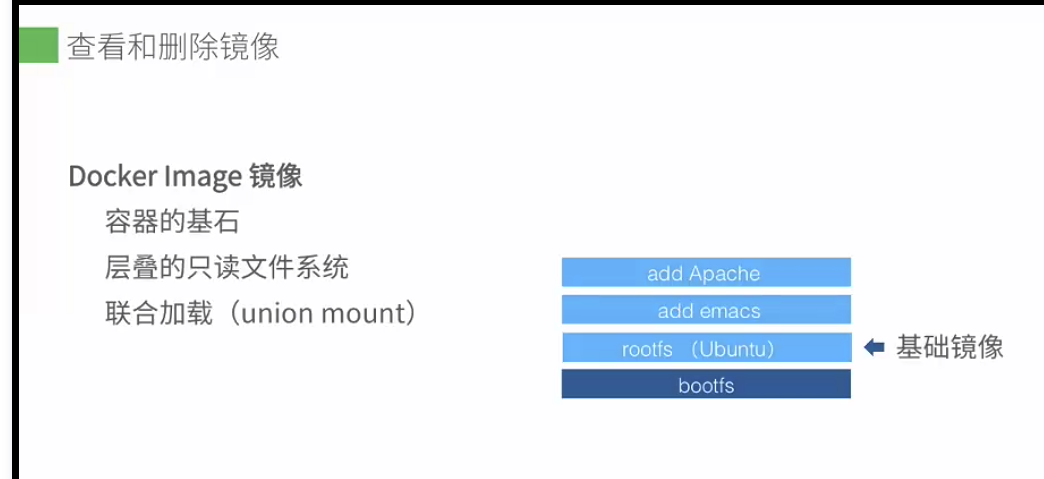 查看和删除镜像
Docker Image 镜像
容器的基石
层叠的只读文件系统
联合加载（union mount）
add Apache
add emacs
rootfs （Ubuntu）
基础镜像
bootfs